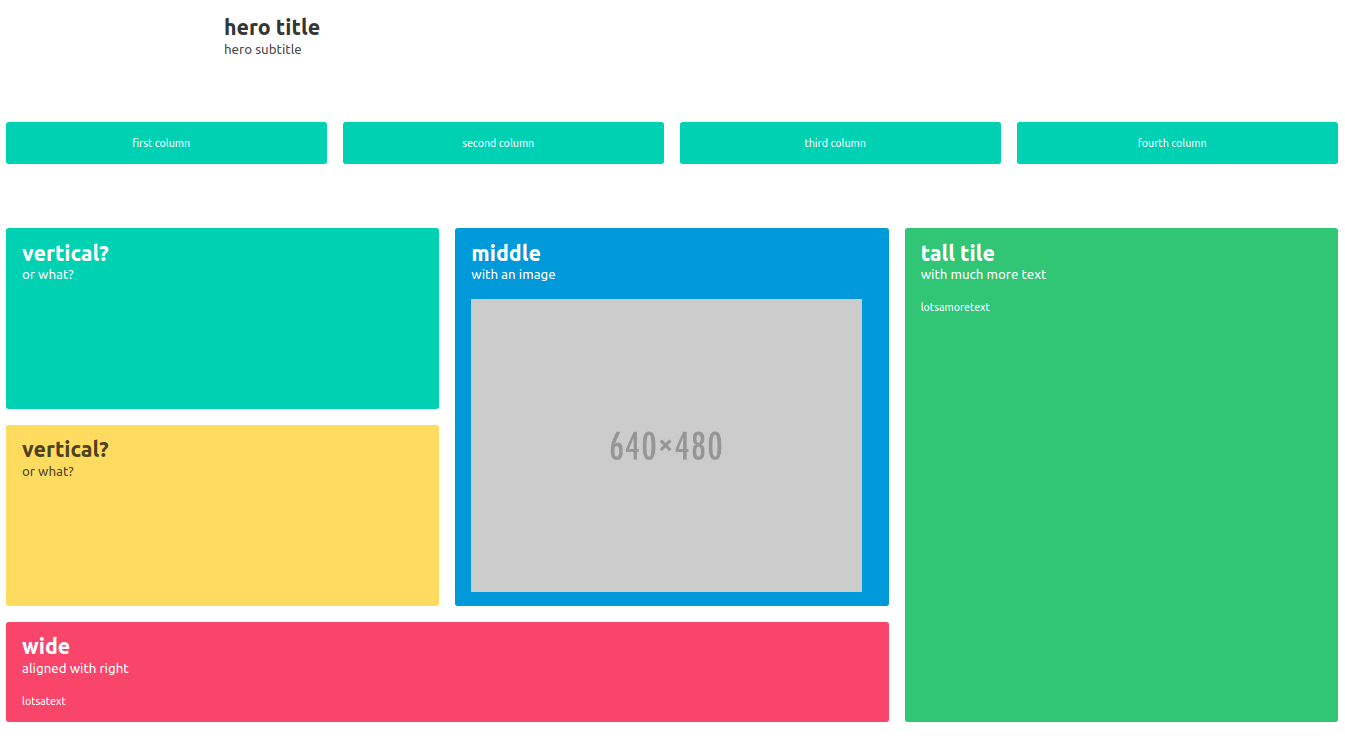 hero title
hero subtitle
first column
second column
third column
fourth column
vertical?
or what?
vertical?
or what?
middle
with an image
640×480
tall tile
with much more text
lotsamoretext
wide
aligned with right
lotsatext